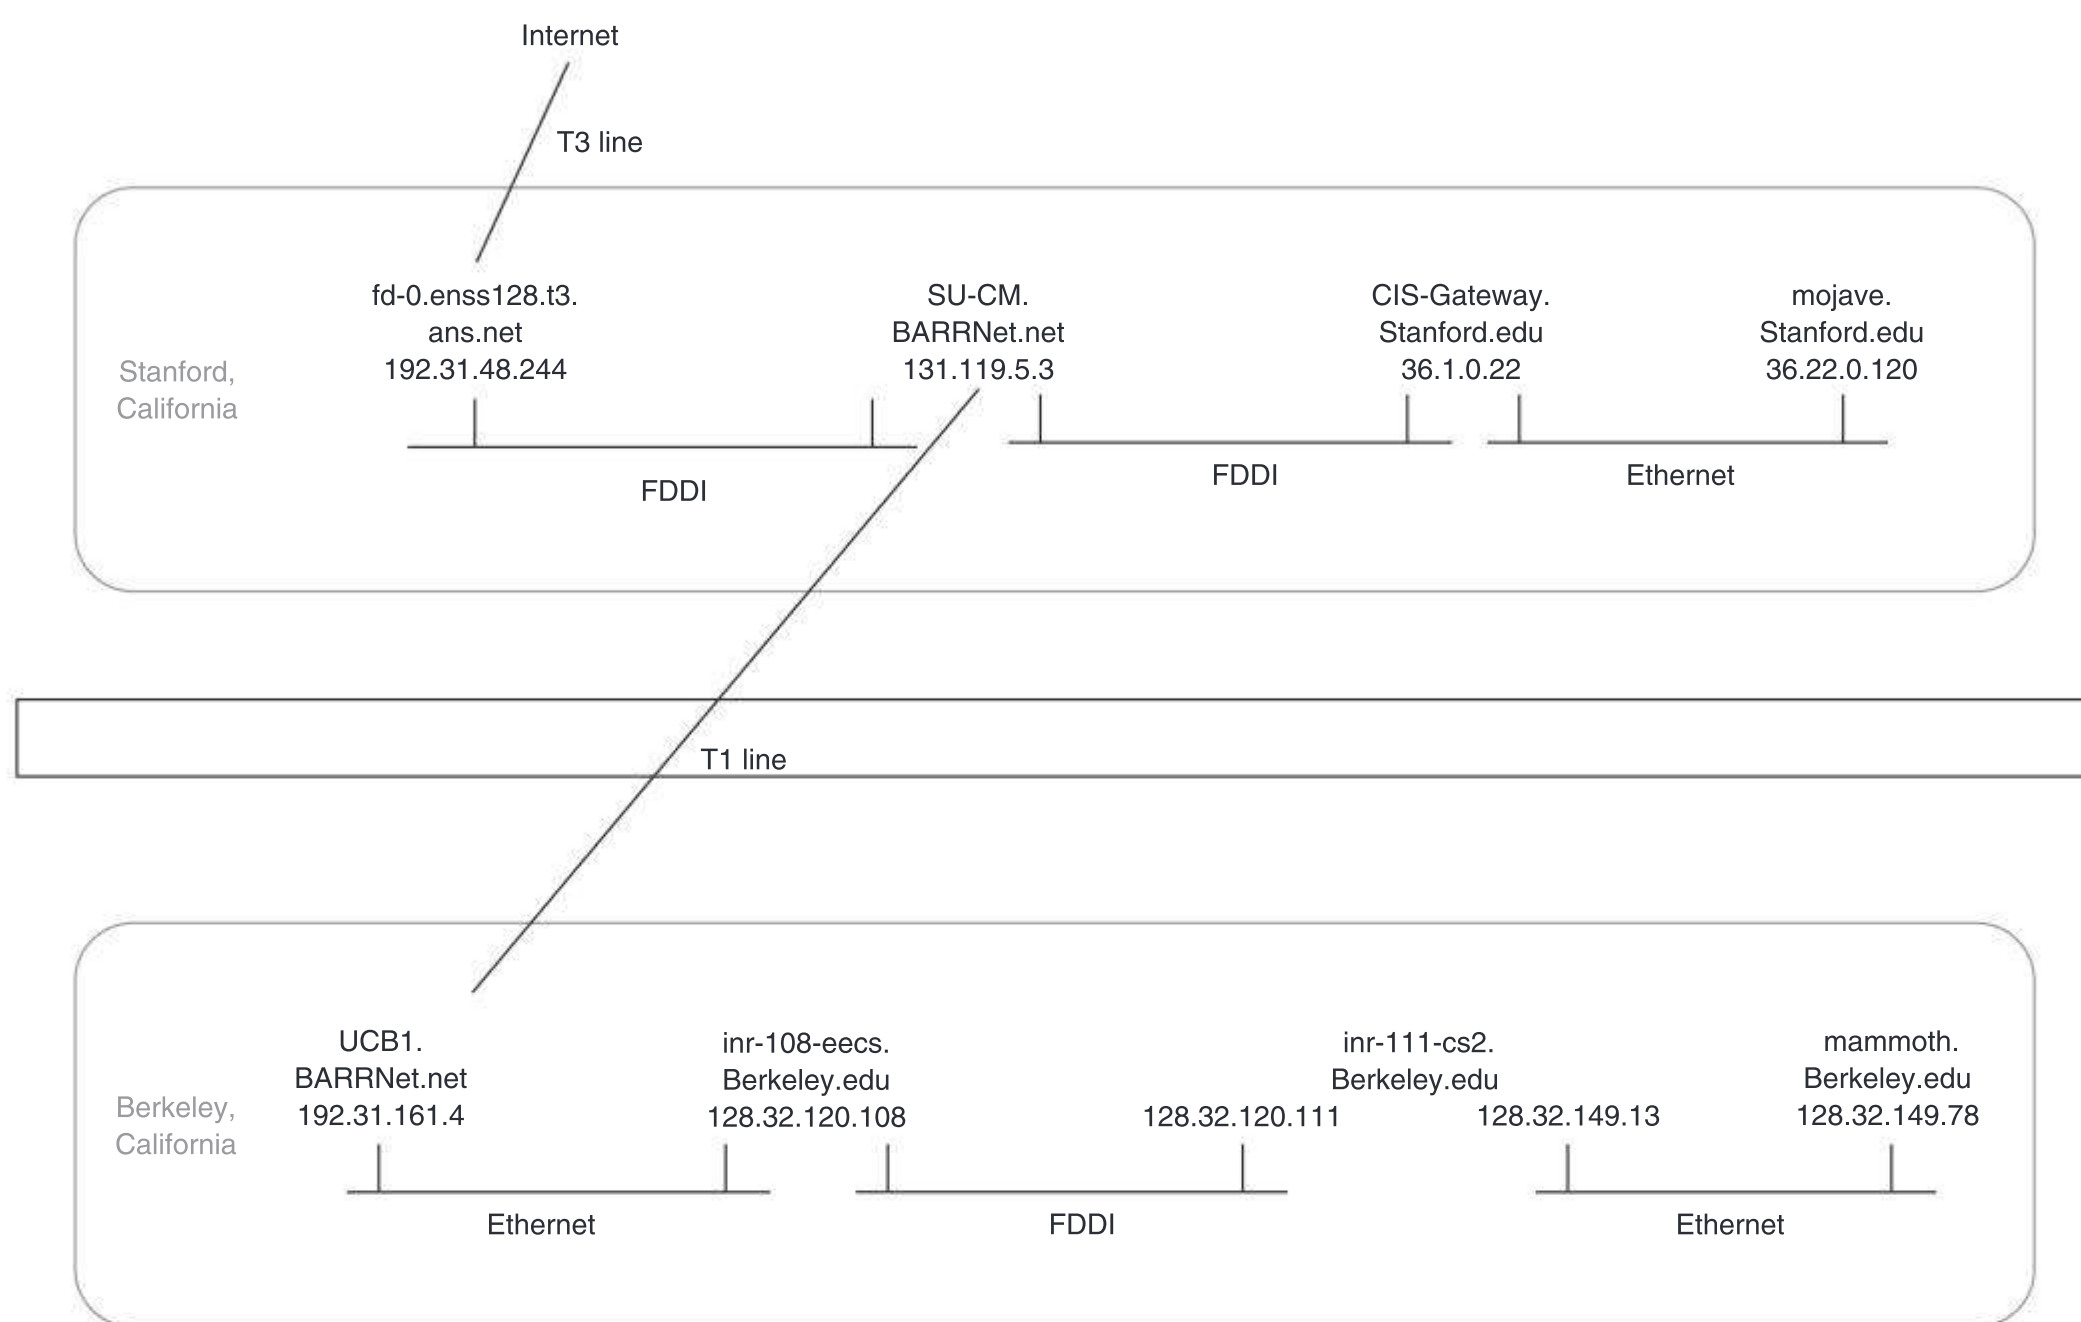 Internet
T3 line
fd-0.enss128.t3.
ans.net
192.31.48.244
SU-CM.
BARRNet.net
131.119.5.3
CIS-Gateway.
Stanford.edu
36.1.0.22
mojave.
Stanford.edu
36.22.0.120
Stanford,
California
FDDI
FDDI
Ethernet
T1 line
UCB1.
BARRNet.net
192.31.161.4
inr-108-eecs.
Berkeley.edu
128.32.120.108
inr-111-cs2.
Berkeley.edu
128.32.120.111
128.32.149.13
mammoth.
Berkeley.edu
128.32.149.78
Berkeley,
California
Ethernet
FDDI
Ethernet